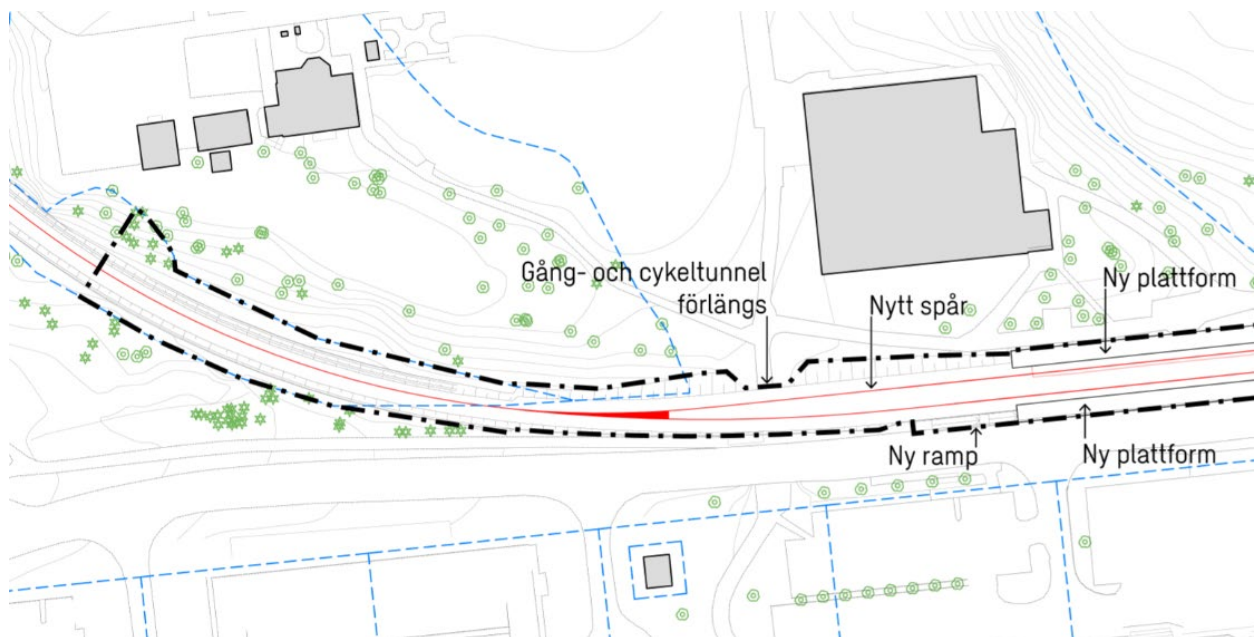 Gång- och cykeltunnel
förlängs
Nytt spår
Ny plattform
Ny ramp
Ny plattform